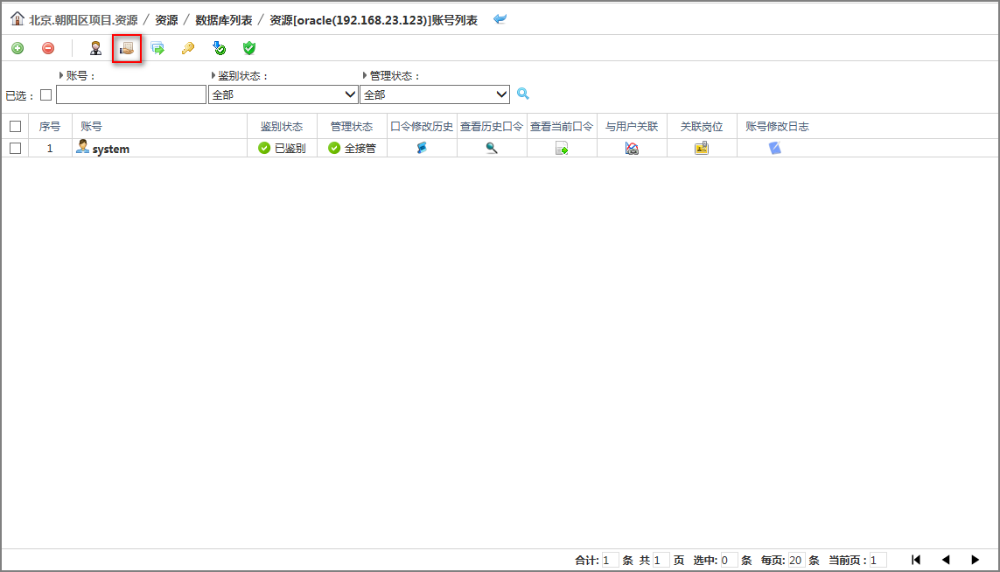 北京.朝阳区项目.资源 / 资源 / 数据库列表 / 资源[oracle(192.168.23.123)]账号列表
账号： 鉴别状态： 管理状态：
已选： 全部 全部
序号 账号 鉴别状态 管理状态 口令修改历史 查看历史口令 查看当前口令 与用户关联 关联岗位 账号修改日志
1 system 已鉴别 全接管
合计: 1 条 共 1 页 选中: 0 条 每页: 20 条 当前页：1